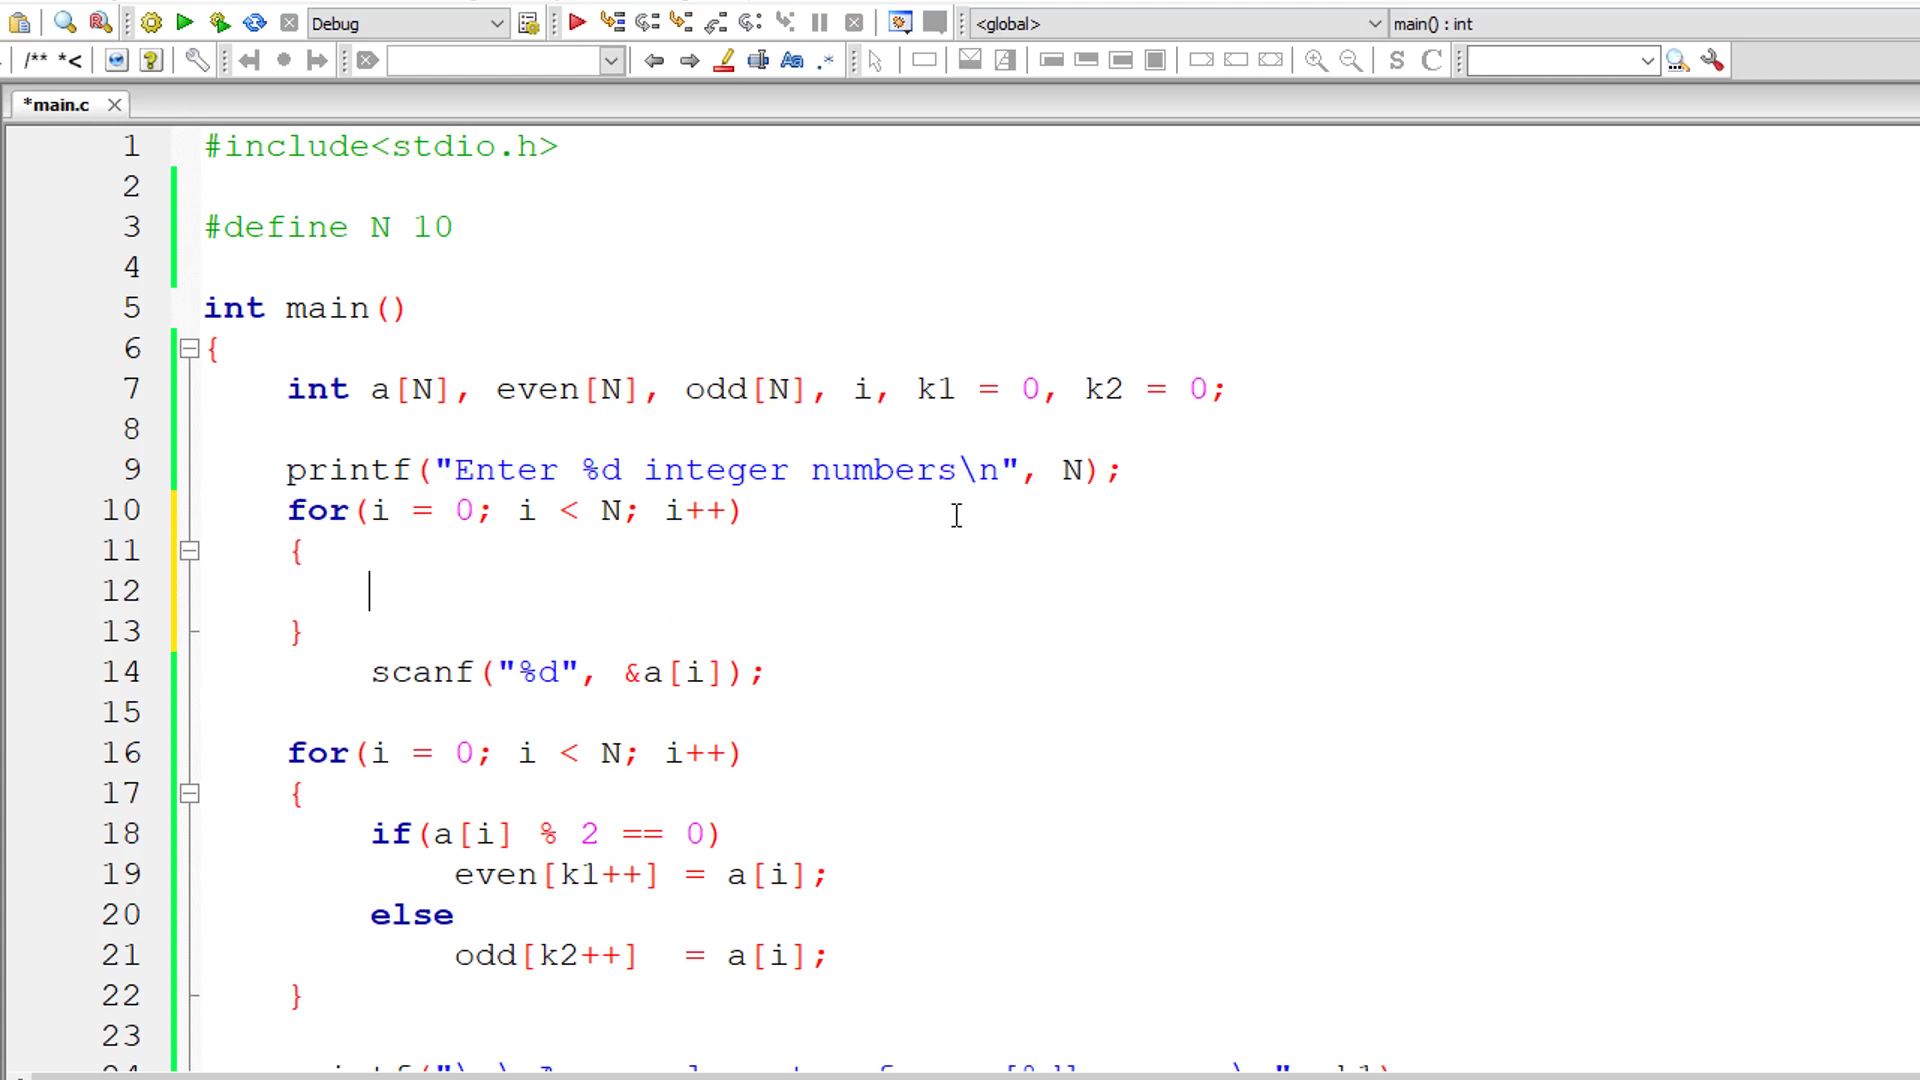 Debug
<global>
main() : int
/** *<
Aa
.*
S
C
*main.c
1 #include<stdio.h>
2
3 #define N 10
4
5 int main()
6 {
7 int a[N], even[N], odd[N], i, k1 = 0, k2 = 0;
8
9 printf("Enter %d integer numbers\n", N);
10 for(i = 0; i < N; i++)
11 {
12
13 }
14 scanf("%d", &a[i]);
15
16 for(i = 0; i < N; i++)
17 {
18 if(a[i] % 2 == 0)
19 even[k1++] = a[i];
20 else
21 odd[k2++]  = a[i];
22 }
23